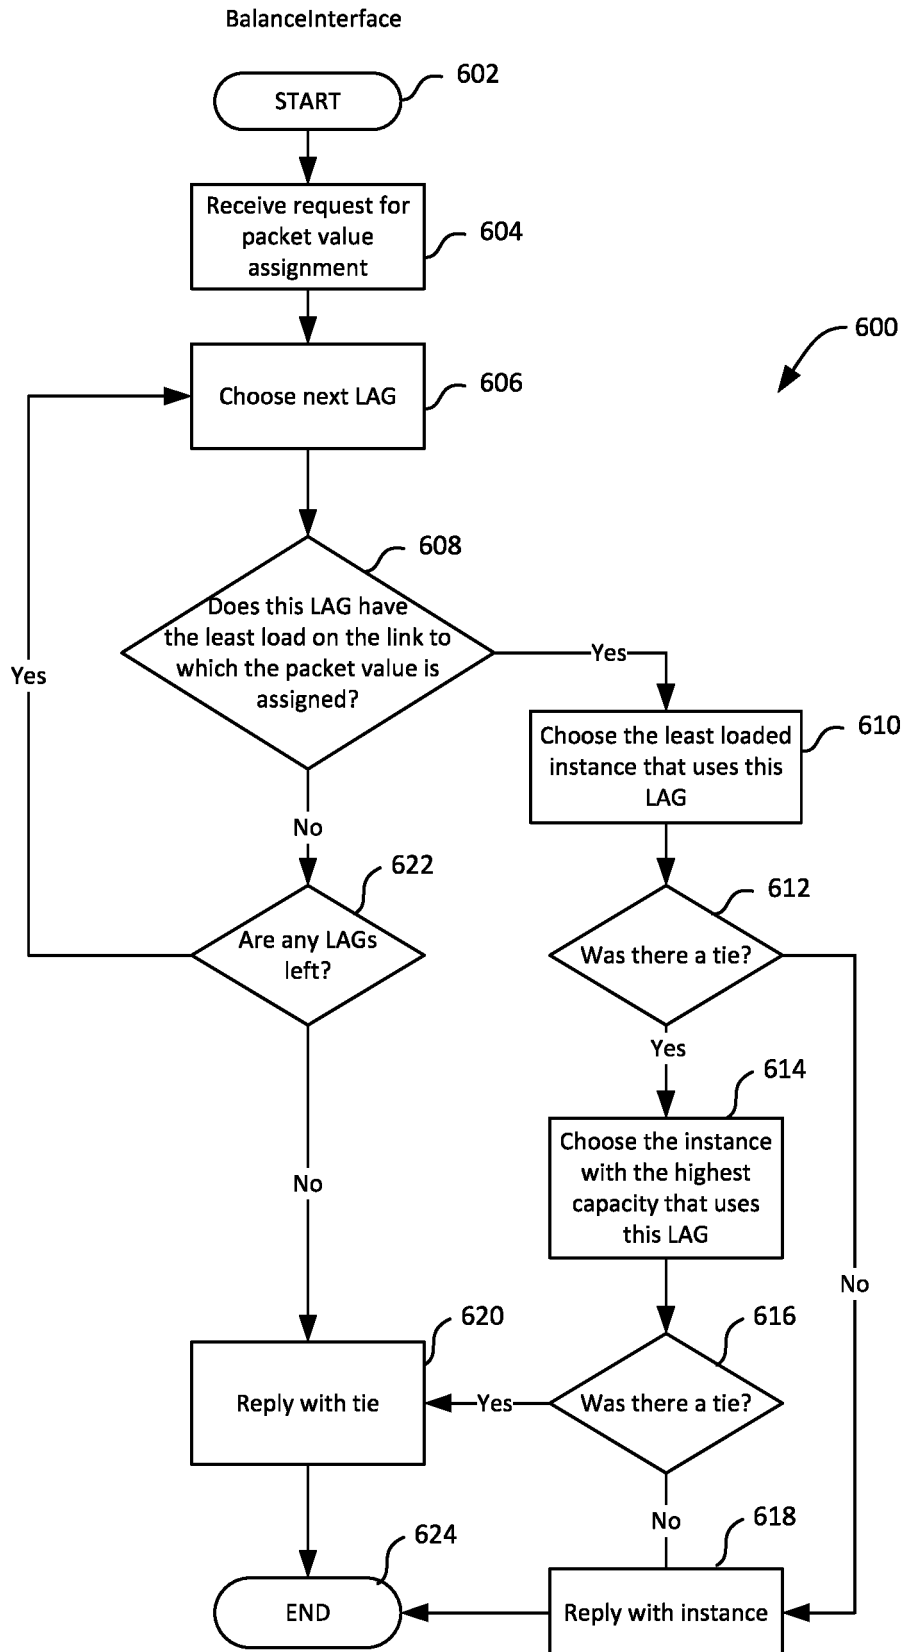 BalanceInterface
602
START
Receive request for
packet value
assignment
604
600
Choose next LAG
606
608
Does this LAG have
the least load on the link to
which the packet value is
assigned?
Yes
Yes
610
Choose the least loaded
instance that uses this
LAG
No
622
612
Are any LAGs
left?
Was there a tie?
Yes
614
Choose the instance
with the highest
capacity that uses
this LAG
No
No
620
616
Reply with tie
Yes
Was there a tie?
No
618
624
END
Reply with instance